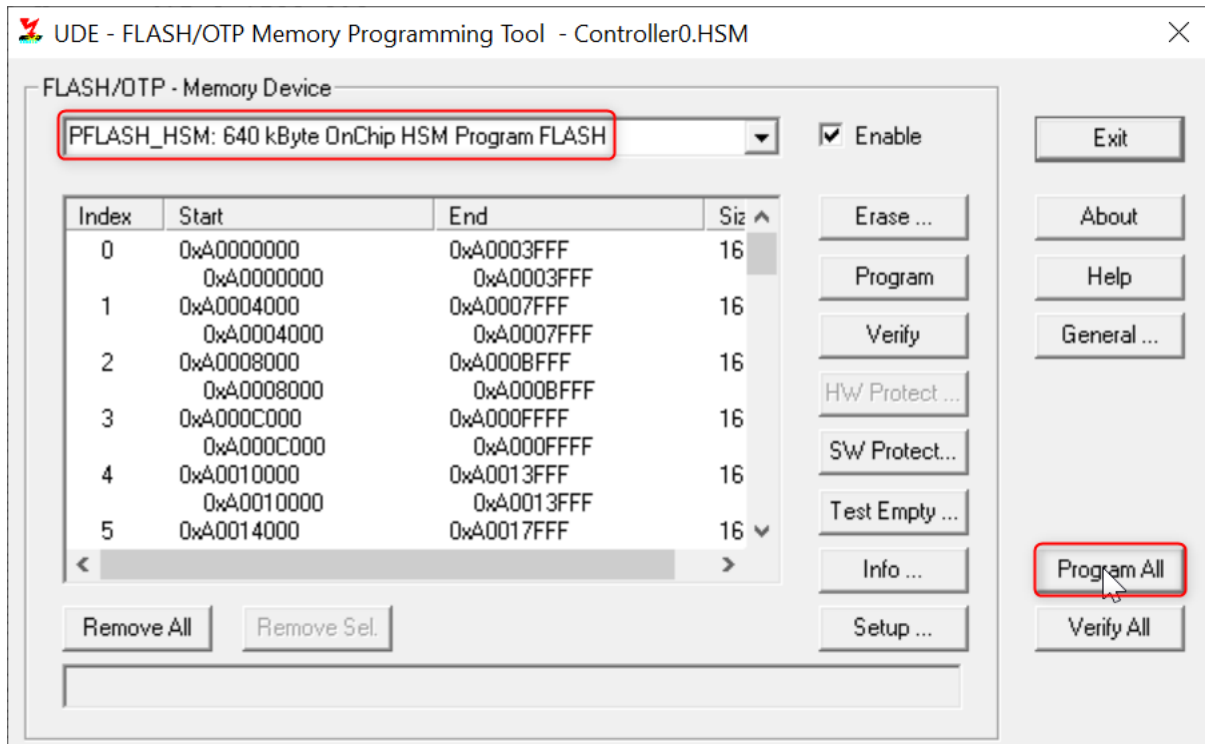 UDE - FLASH/OTP Memory Programming Tool - Controller0.HSM
FLASH/OTP - Memory Device
PFLASH_HSM: 640 kByte OnChip HSM Program FLASH
Enable
Exit
Index Start End Siz
0 0xA0000000 0xA0003FFF 16
0xA0000000 0xA0003FFF
1 0xA0004000 0xA0007FFF 16
0xA0004000 0xA0007FFF
2 0xA0008000 0xA000BFFF 16
0xA0008000 0xA000BFFF
3 0xA000C000 0xA000FFFF 16
0xA000C000 0xA000FFFF
4 0xA0010000 0xA0013FFF 16
0xA0010000 0xA0013FFF
5 0xA0014000 0xA0017FFF 16
Erase ...
Program
Verify
HW Protect ...
SW Protect...
Test Empty ...
Info ...
Setup ...
About
Help
General ...
Program All
Verify All
Remove All
Remove Sel.